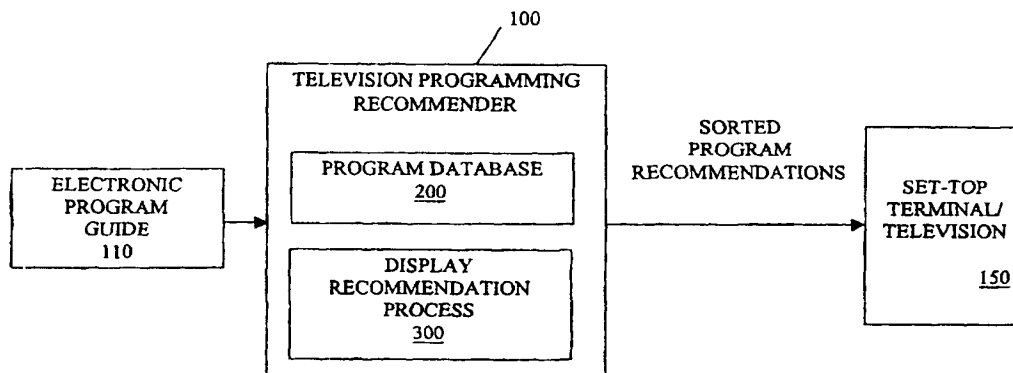 100
TELEVISION PROGRAMMING
RECOMMENDER
PROGRAM DATABASE
200
DISPLAY
RECOMMENDATION
PROCESS
300
ELECTRONIC
PROGRAM
GUIDE
110
SORTED
PROGRAM
RECOMMENDATIONS
SET-TOP
TERMINAL/
TELEVISION
150